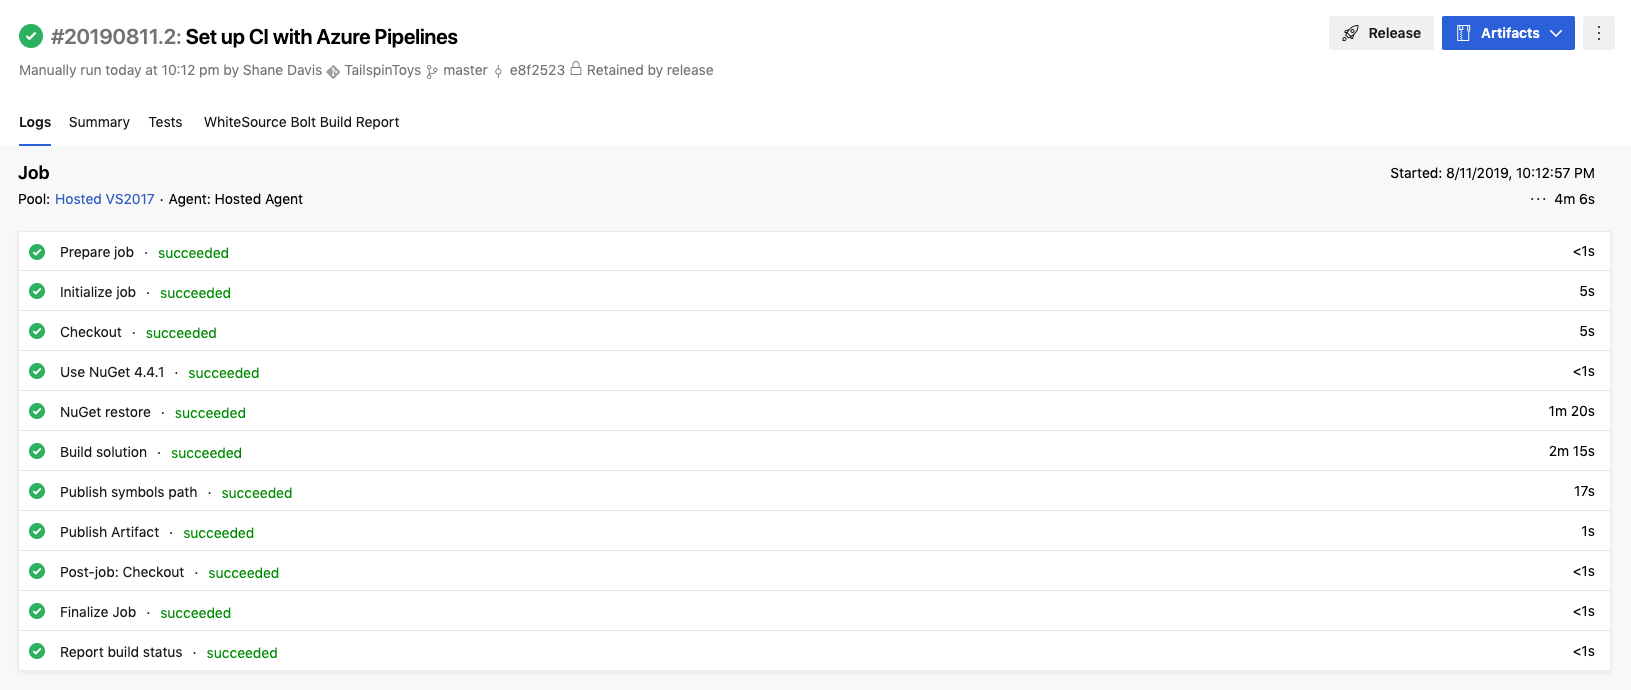 #20190811.2: Set up CI with Azure Pipelines
Release
Artifacts
Manually run today at 10:12 pm by Shane Davis TailspinToys master e8f2523 Retained by release
Logs Summary Tests WhiteSource Bolt Build Report
Job
Started: 8/11/2019, 10:12:57 PM
Pool: Hosted VS2017 · Agent: Hosted Agent
··· 4m 6s
Prepare job · succeeded <1s
Initialize job · succeeded 5s
Checkout · succeeded 5s
Use NuGet 4.4.1 · succeeded <1s
NuGet restore · succeeded 1m 20s
Build solution · succeeded 2m 15s
Publish symbols path · succeeded 17s
Publish Artifact · succeeded 1s
Post-job: Checkout · succeeded <1s
Finalize Job · succeeded <1s
Report build status · succeeded <1s